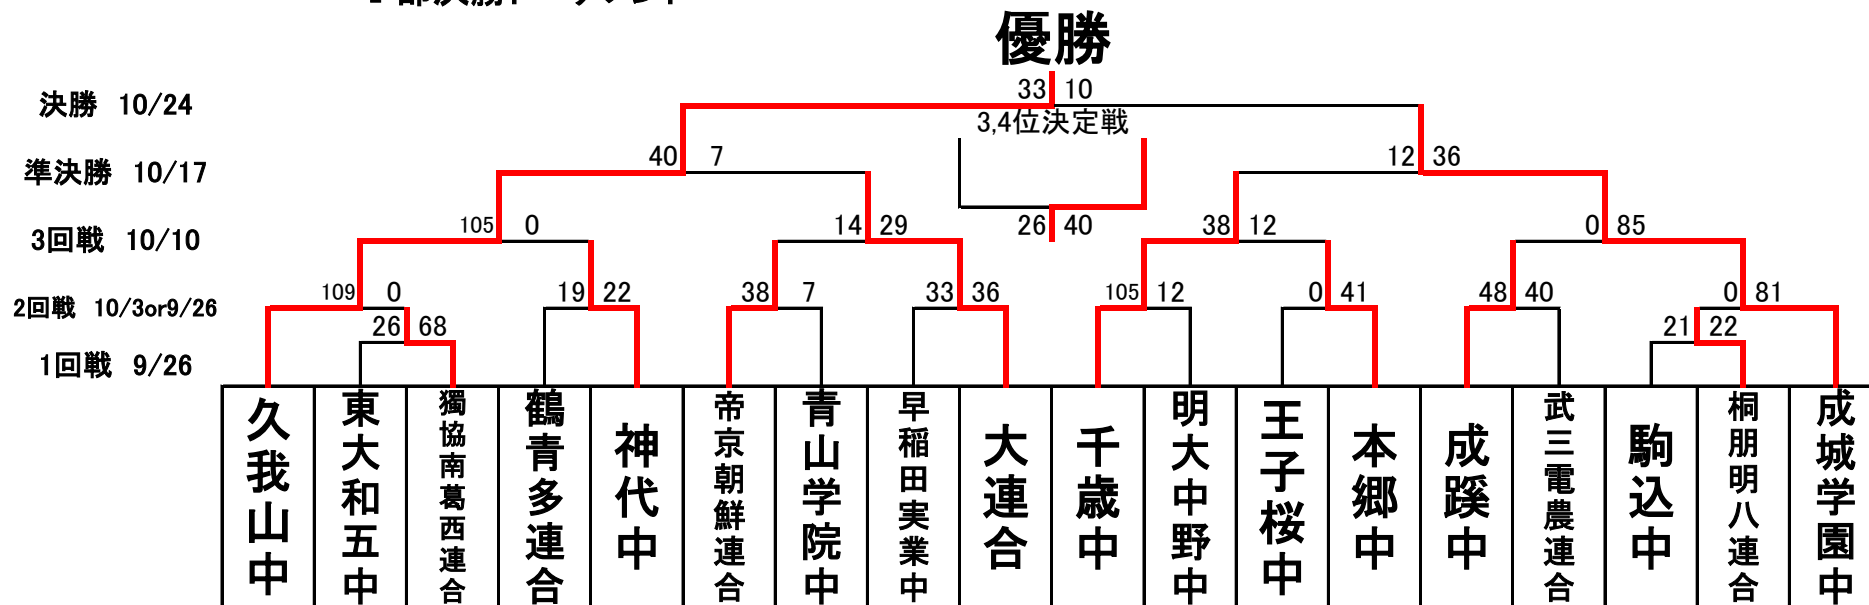 優勝
決勝 10/24
33 10
3,4位決定戦
準決勝 10/17
40 7
12 36
3回戦 10/10
105 0
14 29
26 40
38 12
0 85
2回戦 10/3or9/26
109 0
19 22
38 7
33 36
105 12
0 41
48 40
0 81
26 68
21 22
1回戦 9/26
久我山中
東大和五中
獨協南葛西連合
鶴青多連合
神代中
帝京朝鮮連合
青山学院中
早稲田実業中
大連合
千歳中
明大中野中
王子桜中
本郷中
成蹊中
武三電農連合
駒込中
桐朋明八連合
成城学園中